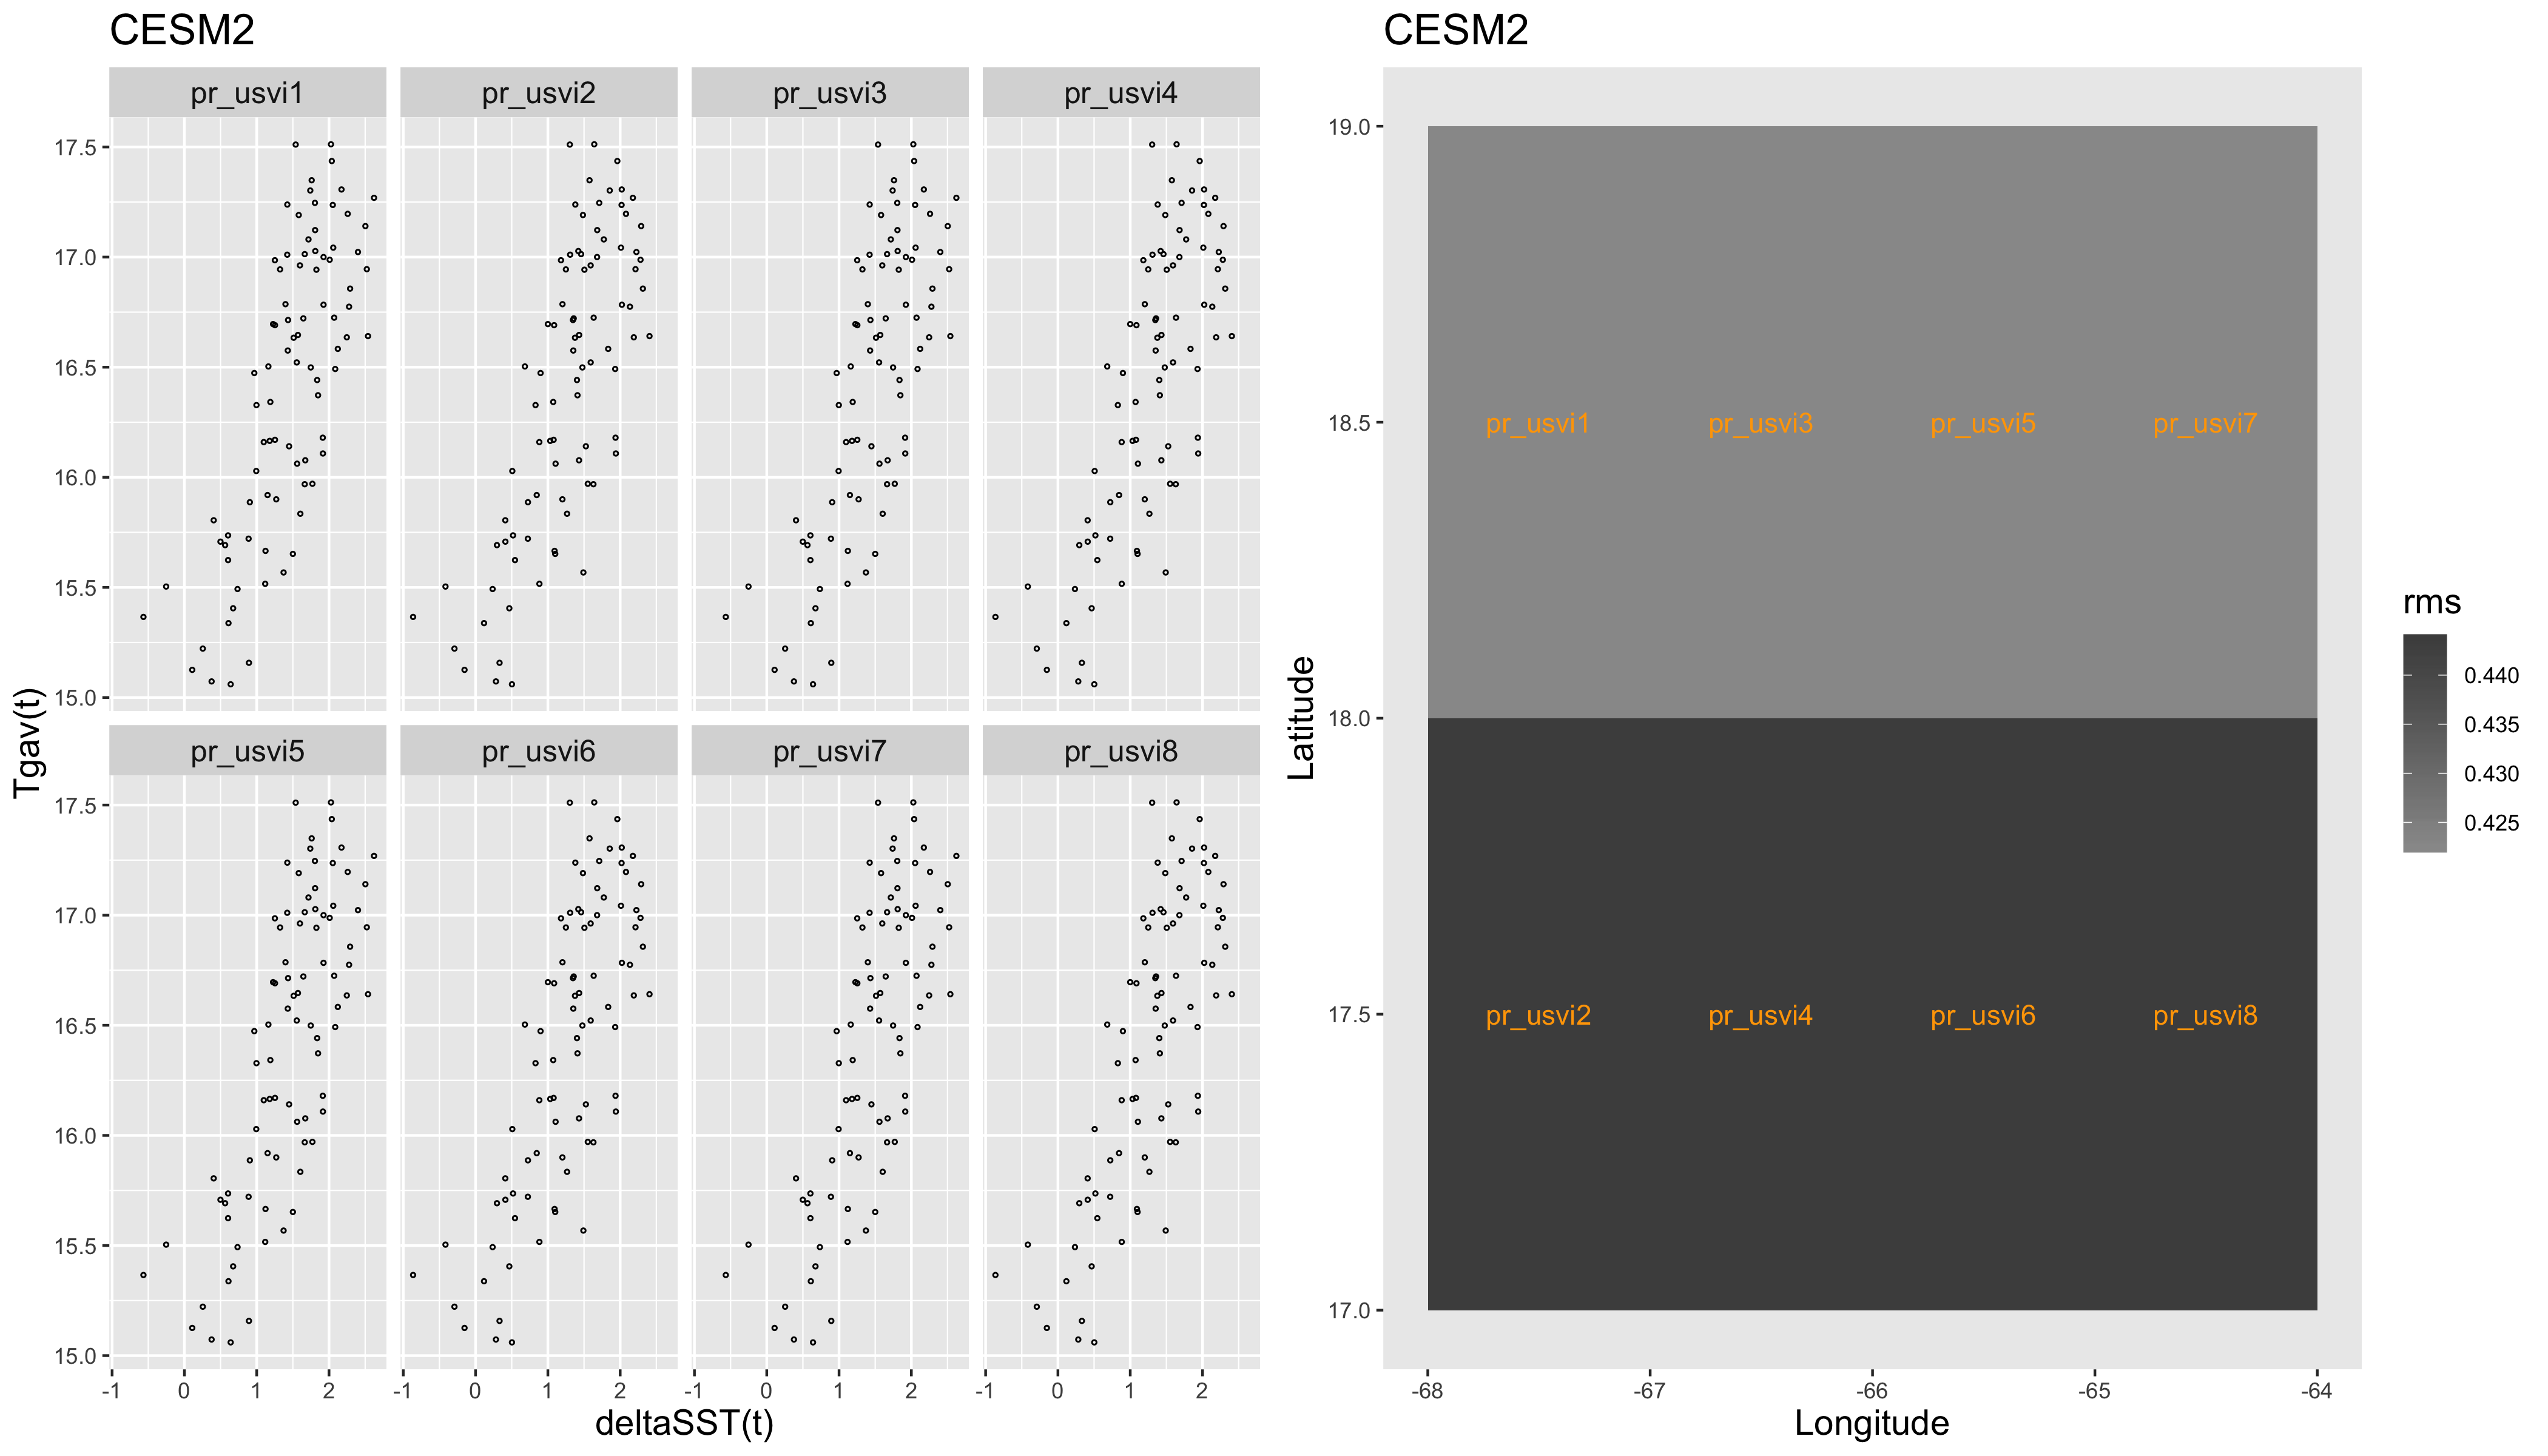 CESM2
pr_usvi1 pr_usvi2 pr_usvi3 pr_usvi4
17.5
17.0
16.5
16.0
15.5
15.0
Tgav(t)
pr_usvi5 pr_usvi6 pr_usvi7 pr_usvi8
17.5
17.0
16.5
16.0
15.5
15.0
-1 0 1 2 -1 0 1 2 -1 0 1 2 -1 0 1 2
deltaSST(t)
CESM2
19.0
18.5
18.0
17.5
17.0
Latitude
pr_usvi1 pr_usvi3 pr_usvi5 pr_usvi7
pr_usvi2 pr_usvi4 pr_usvi6 pr_usvi8
-68 -67 -66 -65 -64
Longitude
rms
0.440
0.435
0.430
0.425